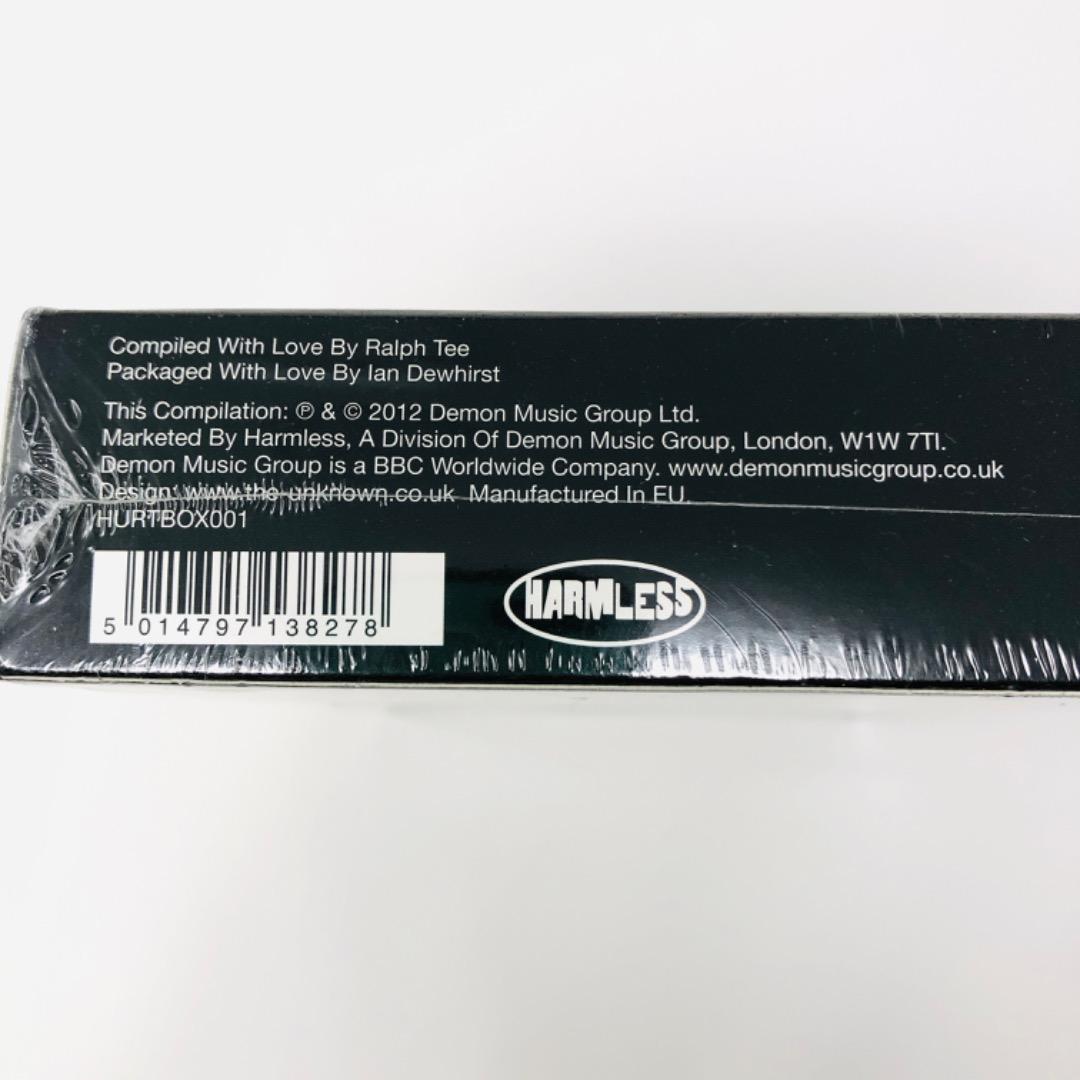 Compiled With Love By Ralph Tee
Packaged With Love By Ian Dewhirst
This Compilation: ℗ & © 2012 Demon Music Group Ltd.
Marketed By Harmless, A Division Of Demon Music Group, London, W1W 7TI.
Demon Music Group is a BBC Worldwide Company. www.demonmusicgroup.co.uk
Design: www.the-unknown.co.uk Manufactured In EU.
HURTBOX001
5 014797 138278
HARMLESS